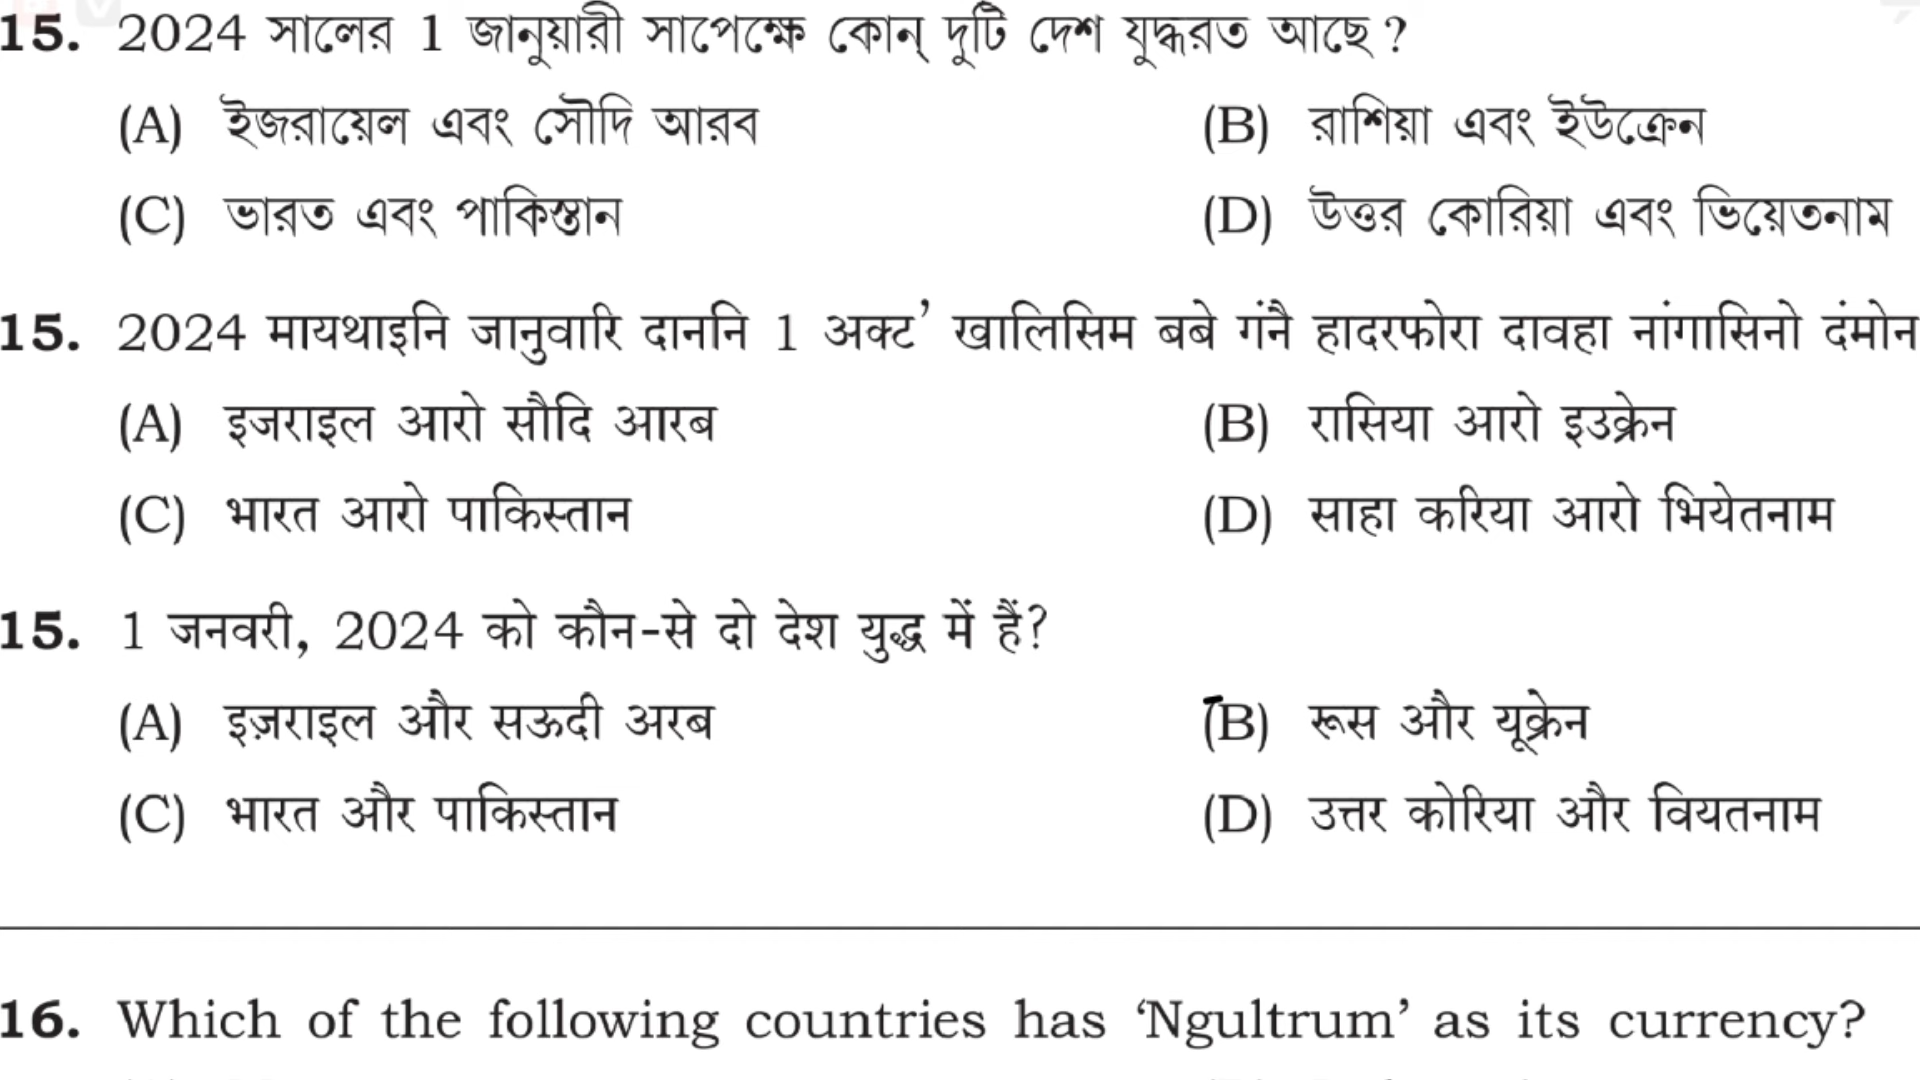 15. 2024 সালের 1 জানুয়ারী সাপেক্ষে কোন্ দুটি দেশ যুদ্ধরত আছে ?
(A) ইজরায়েল এবং সৌদি আরব (B) রাশিয়া এবং ইউক্রেন
(C) ভারত এবং পাকিস্তান (D) উত্তর কোরিয়া এবং ভিয়েতনাম
15. 2024 मायथाइनि जानुवारि दाननि 1 अक्ट’ खालिसिम बबे गंनै हादरफोरा दावहा नांगासिनो दंमोन
(A) इजराइल आरो सौदि आरब (B) रासिया आरो इउक्रेन
(C) भारत आरो पाकिस्तान (D) साहा करिया आरो भियेतनाम
15. 1 जनवरी, 2024 को कौन-से दो देश युद्ध में हैं?
(A) इज़राइल और सऊदी अरब (B) रूस और यूक्रेन
(C) भारत और पाकिस्तान (D) उत्तर कोरिया और वियतनाम
16. Which of the following countries has ‘Ngultrum’ as its currency?